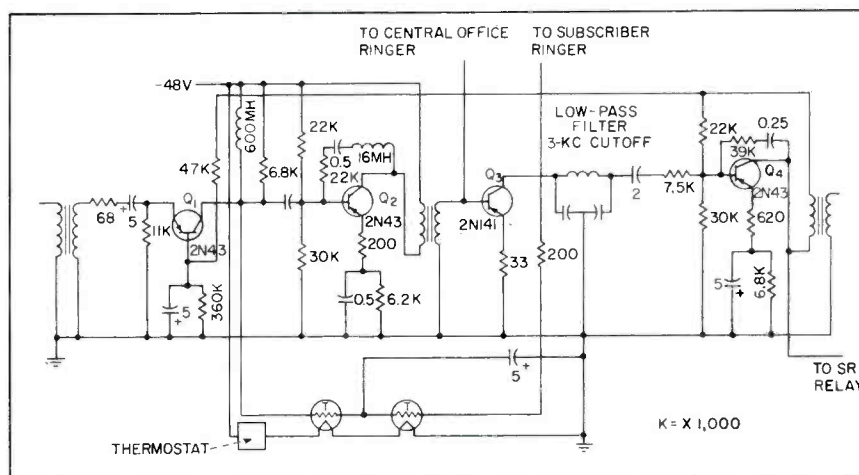 TO CENTRAL OFFICE
RINGER
TO SUBSCRIBER
RINGER
-48V
600MH
LOW-PASS
FILTER
3-KC CUTOFF
22K
0.25
39K
47K
6.8K
22K
0.5
16MH
22K
Q1
Q2
Q3
Q4
68
5
11K
2N43
2N43
2N141
2
7.5K
2N43
200
30K
33
200
30K
620
5
360K
0.5
6.2K
5
6.8K
5
TO SR
RELAY
T
T
K = X 1,000
THERMOSTAT